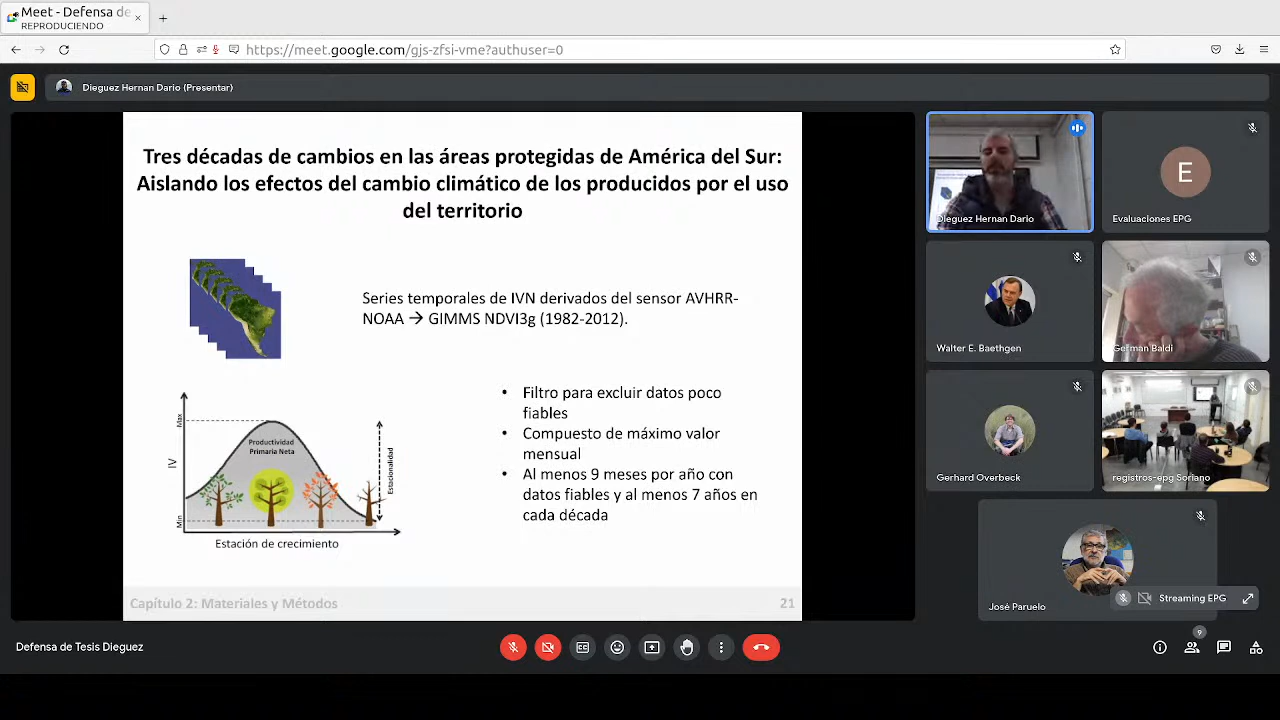 Meet - Defensa de
REPRODUCIENDO
https://meet.google.com/gjs-zfsi-vme?authuser=0
Dieguez Hernan Dario (Presentar)
Tres décadas de cambios en las áreas protegidas de América del Sur:
Aislando los efectos del cambio climático de los producidos por el uso
del territorio
Series temporales de IVN derivados del sensor AVHRR-
NOAA → GIMMS NDVI3g (1982-2012).
• Filtro para excluir datos poco
fiables
• Compuesto de máximo valor
mensual
• Al menos 9 meses por año con
datos fiables y al menos 7 años en
cada década
Max
Productividad
Primaria Neta
IV
Estacionalidad
Min
Estación de crecimiento
Capítulo 2: Materiales y Métodos
21
Dieguez Hernan Dario
E
Evaluaciones EPG
Walter E. Baethgen
German Baldi
Gerhard Overbeck
registros-epg Soriano
José Paruelo
Streaming EPG
Defensa de Tesis Dieguez
9